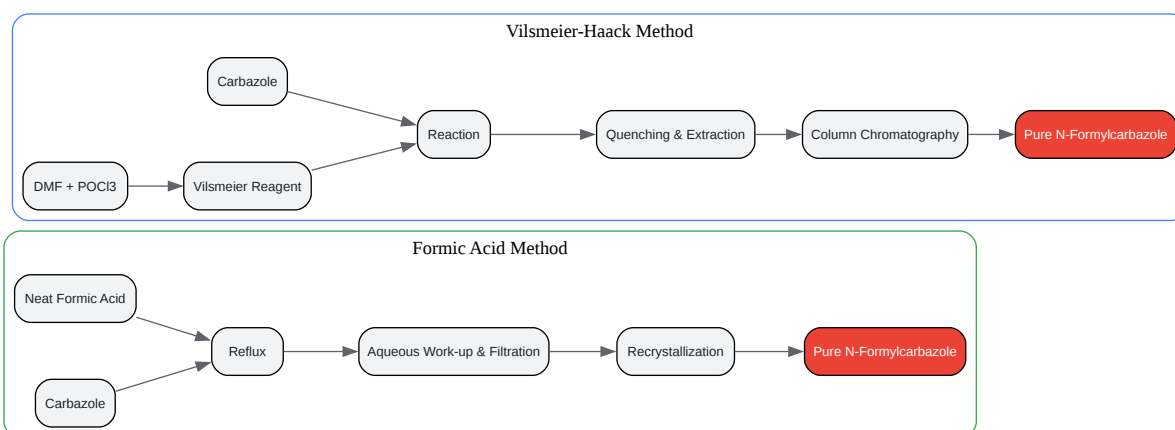 Vilsmeier-Haack Method
Carbazole
Reaction
Quenching & Extraction
Column Chromatography
Pure N-Formylcarbazole
DMF + POCl3
Vilsmeier Reagent
Formic Acid Method
Neat Formic Acid
Reflux
Aqueous Work-up & Filtration
Recrystallization
Pure N-Formylcarbazole
Carbazole